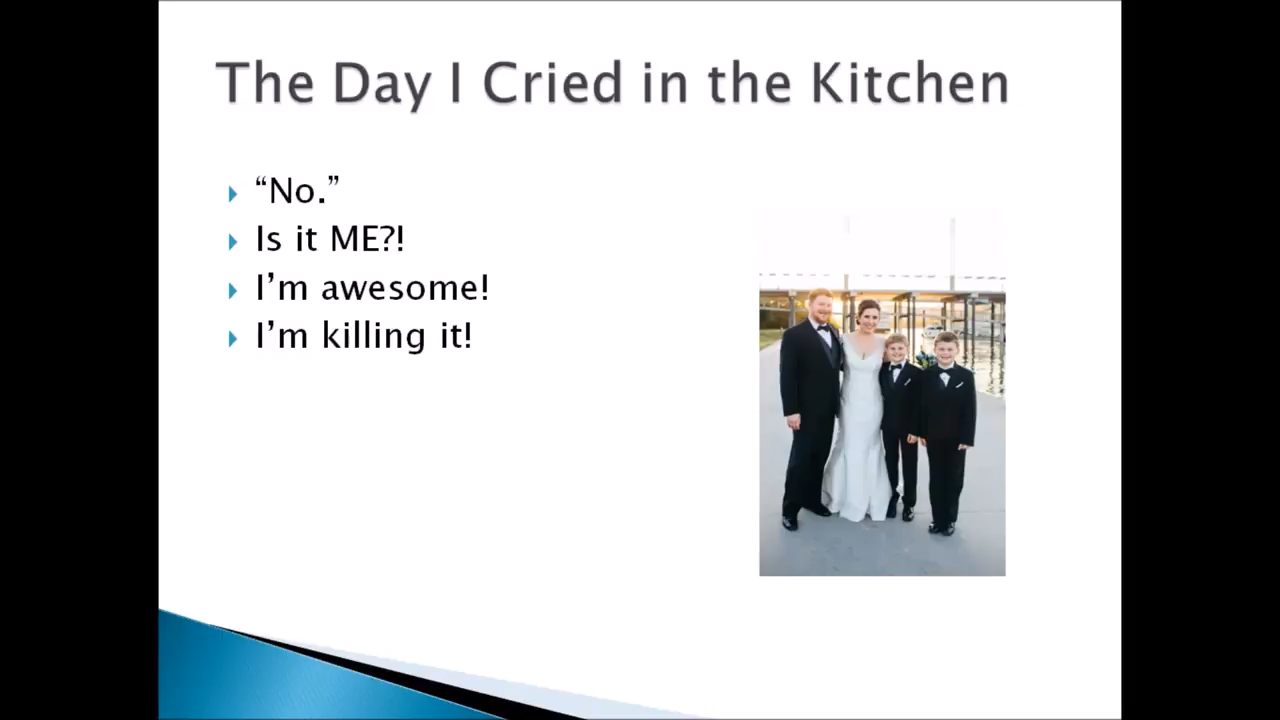 The Day I Cried in the Kitchen
“No.”
Is it ME?!
I’m awesome!
I’m killing it!